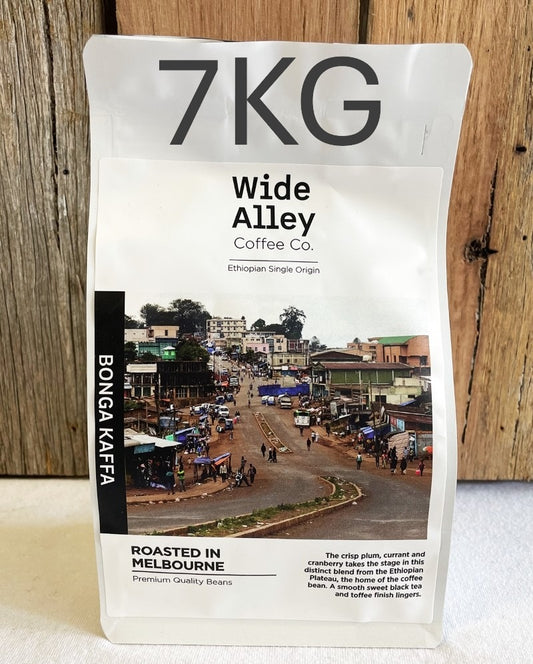 7KG
Wide
Alley
Coffee Co.
Ethiopian Single Origin
BONGA KAFFA
ROASTED IN
MELBOURNE
Premium Quality Beans
The crisp plum, currant and
cranberry takes the stage in this
distinct blend from the Ethiopian
Plateau, the home of the coffee
bean. A smooth sweet black tea
and toffee finish lingers.